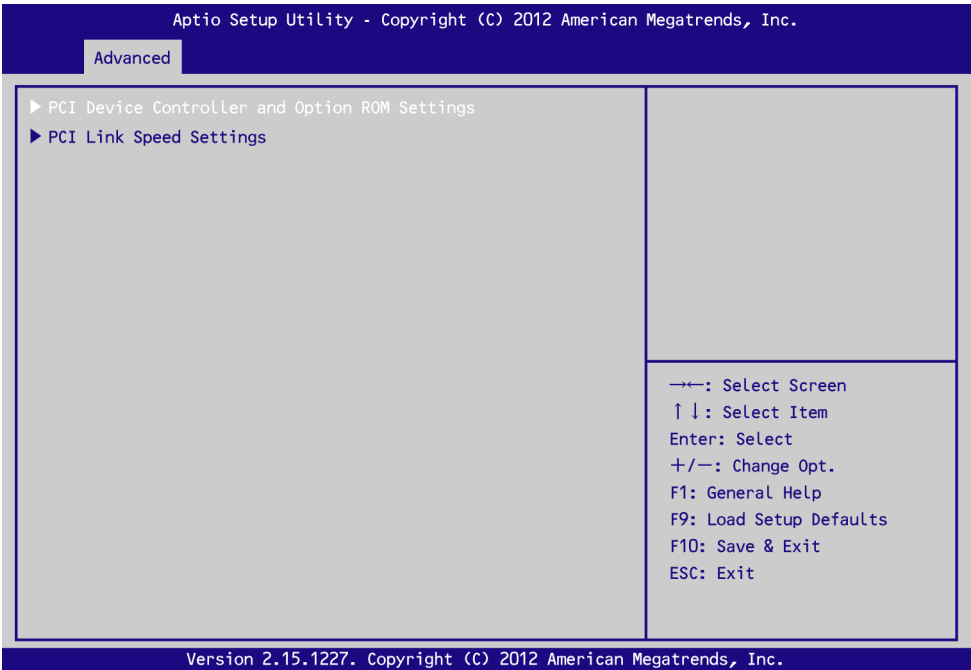 Aptio Setup Utility - Copyright (C) 2012 American Megatrends, Inc.
Advanced
▶ PCI Device Controller and Option ROM Settings
▶ PCI Link Speed Settings
→←: Select Screen
↑↓: Select Item
Enter: Select
+/-: Change Opt.
F1: General Help
F9: Load Setup Defaults
F10: Save & Exit
ESC: Exit
Version 2.15.1227. Copyright (C) 2012 American Megatrends, Inc.